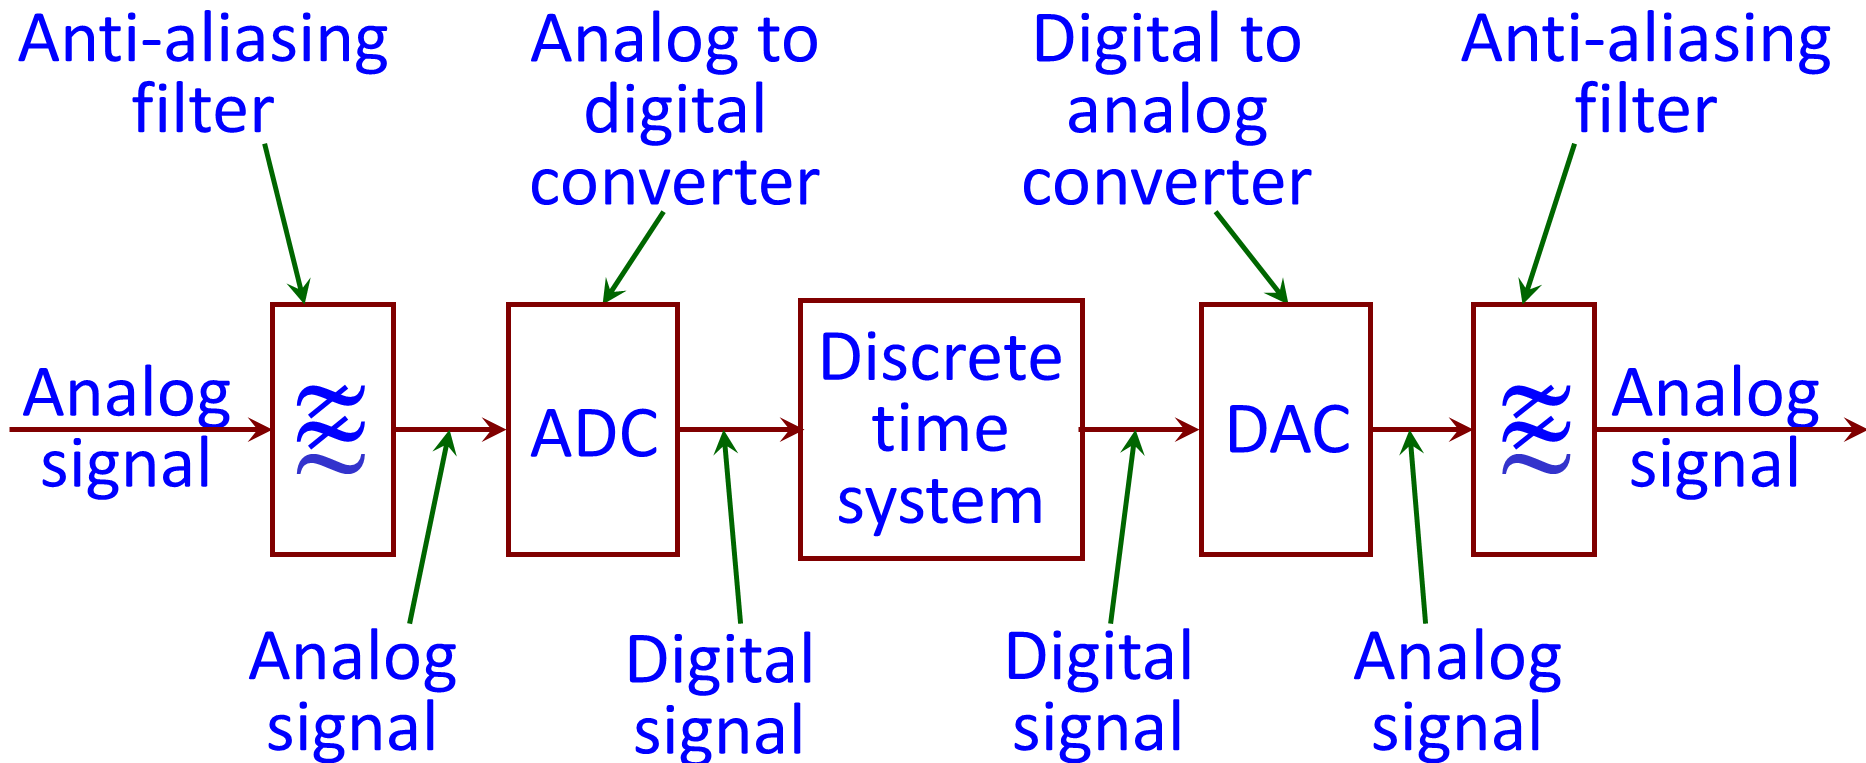 Anti-aliasing
filter
Analog to
digital
converter
Digital to
analog
converter
Anti-aliasing
filter
Analog
signal
ADC
Discrete
time
system
DAC
Analog
signal
Analog
signal
Digital
signal
Digital
signal
Analog
signal